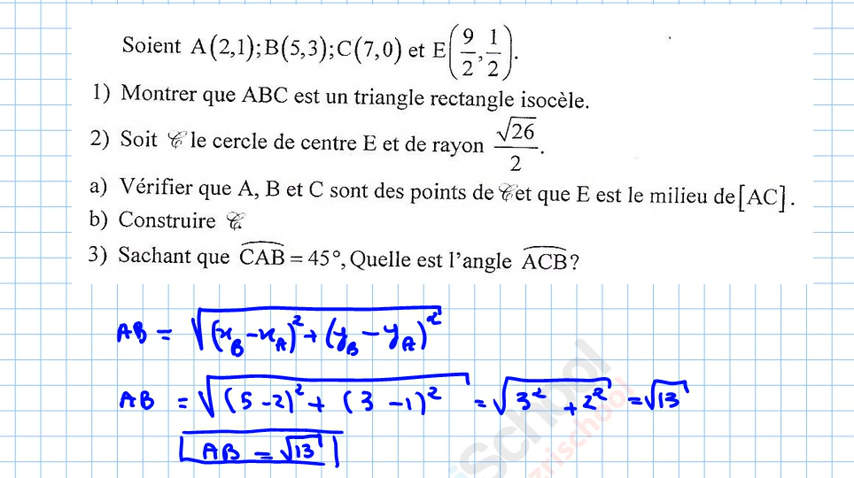 Soient A(2,1);B(5,3);C(7,0) et E(9/2, 1/2).
1) Montrer que ABC est un triangle rectangle isocèle.
2) Soit 𝒞 le cercle de centre E et de rayon √26/2.
a) Vérifier que A, B et C sont des points de 𝒞 et que E est le milieu de [AC].
b) Construire 𝒞.
3) Sachant que CAB = 45°, Quelle est l'angle ACB?
AB = √((x_B - x_A)² + (y_B - y_A)²)
AB = √((5-2)² + (3-1)²) = √(3² + 2²) = √13
AB = √13